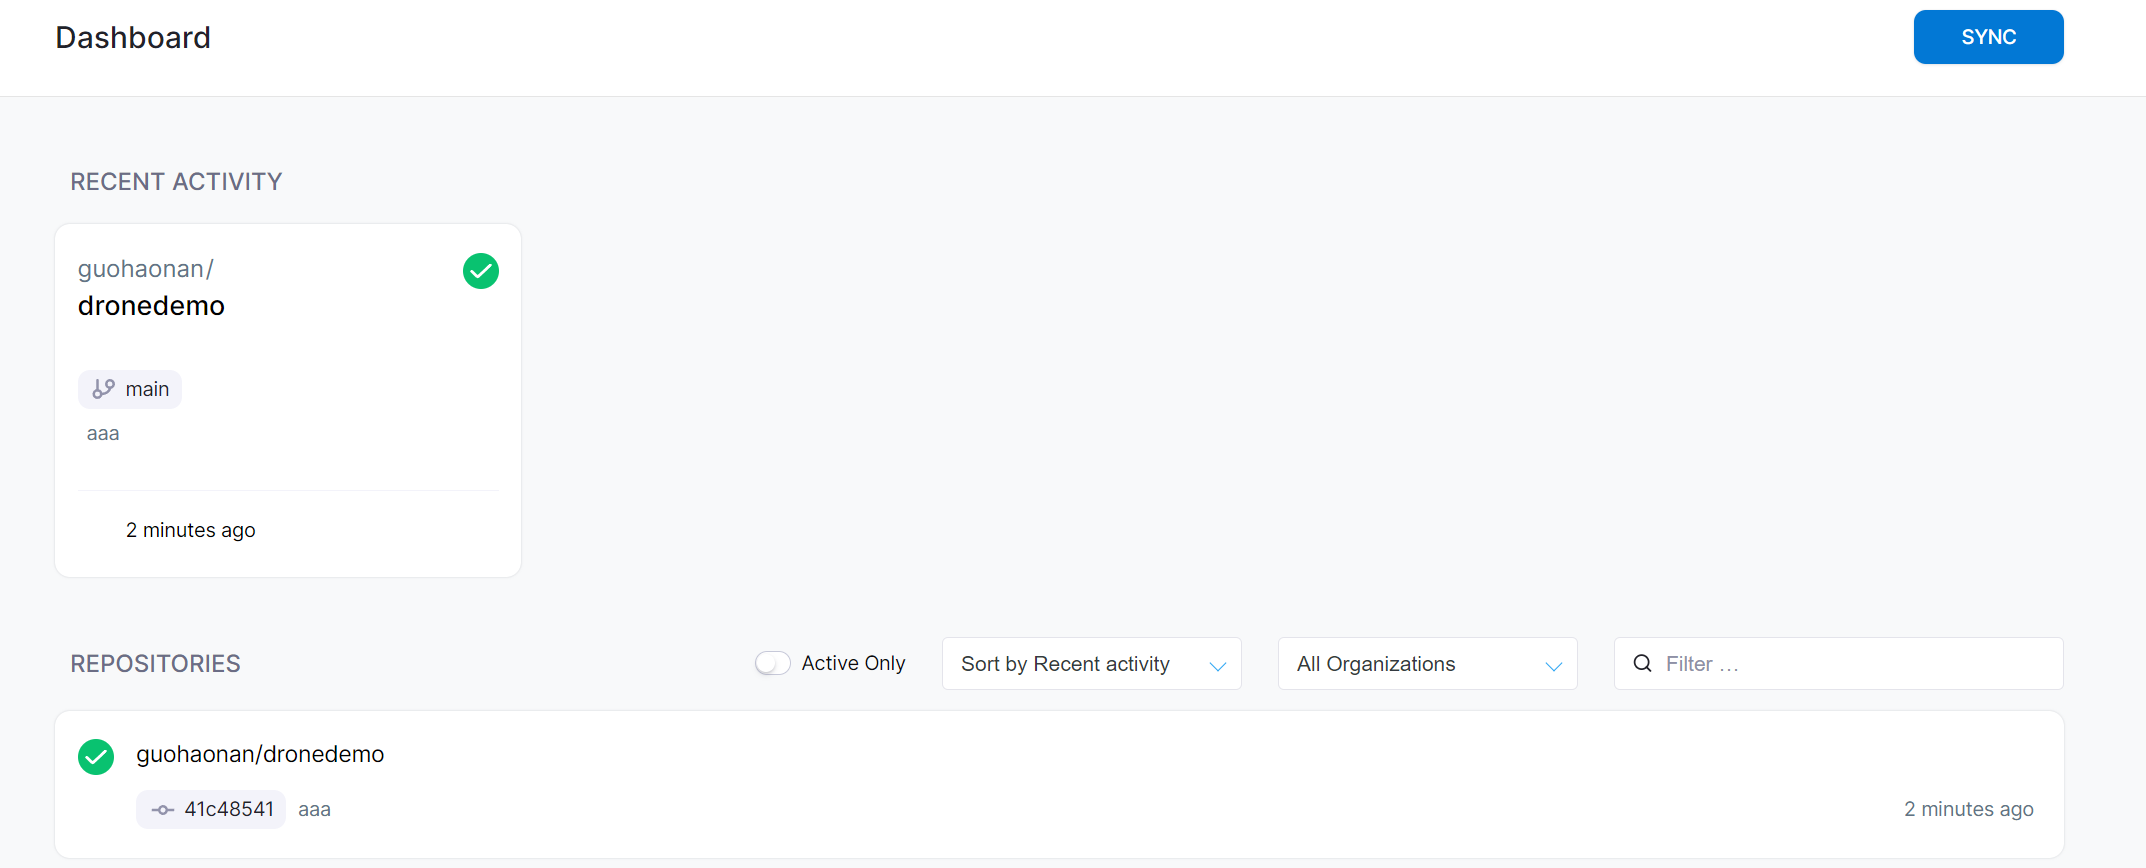 Dashboard
SYNC
RECENT ACTIVITY
guohaonan/
dronedemo
main
aaa
2 minutes ago
REPOSITORIES
Active Only
Sort by Recent activity
All Organizations
Filter ...
guohaonan/dronedemo
41c48541 aaa
2 minutes ago